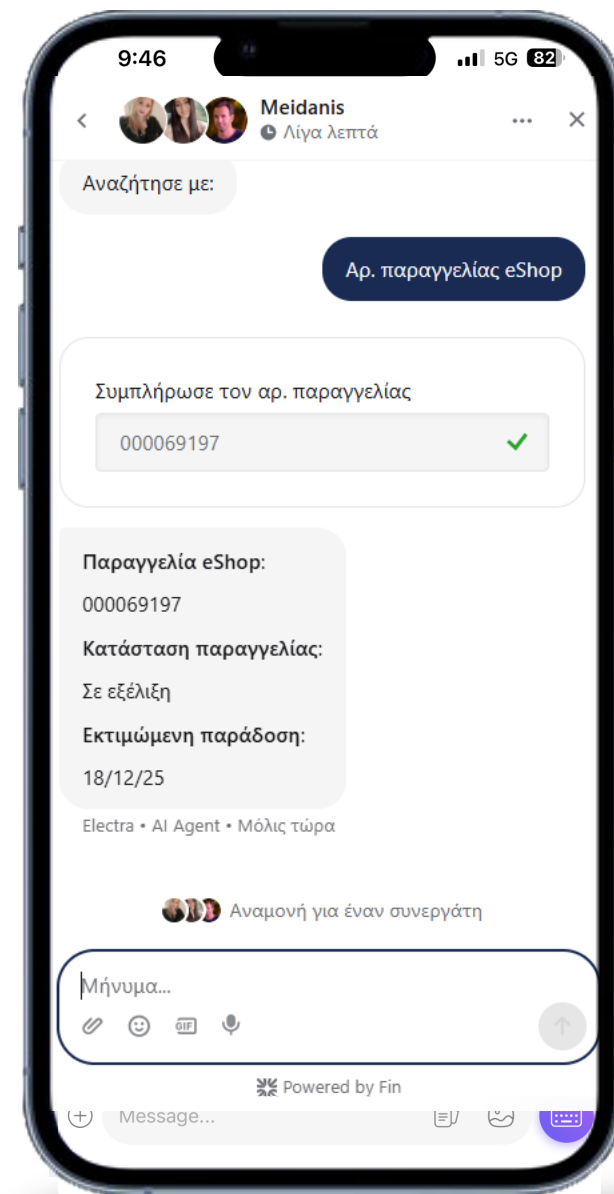 9:46
5G 82
Meidanis
Λίγα λεπτά
Αναζήτησε με:
Αρ. παραγγελίας eShop
Συμπλήρωσε τον αρ. παραγγελίας
000069197
Παραγγελία eShop:
000069197
Κατάσταση παραγγελίας:
Σε εξέλιξη
Εκτιμώμενη παράδοση:
18/12/25
Electra • AI Agent • Μόλις τώρα
Αναμονή για έναν συνεργάτη
Μήνυμα...
GIF
Powered by Fin
Message...